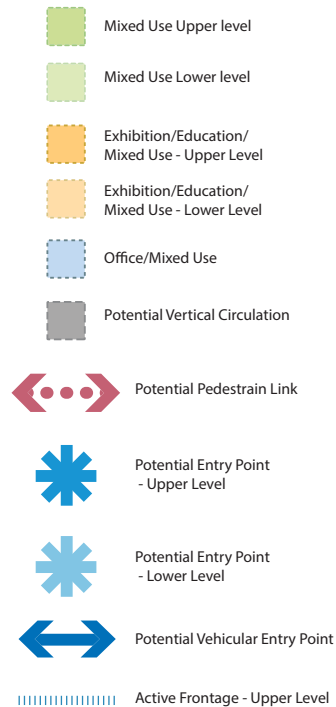 Mixed Use Upper level
Mixed Use Lower level
Exhibition/Education/
Mixed Use - Upper Level
Exhibition/Education/
Mixed Use - Lower Level
Office/Mixed Use
Potential Vertical Circulation
Potential Pedestrain Link
Potential Entry Point
- Upper Level
Potential Entry Point
- Lower Level
Potential Vehicular Entry Point
Active Frontage - Upper Level